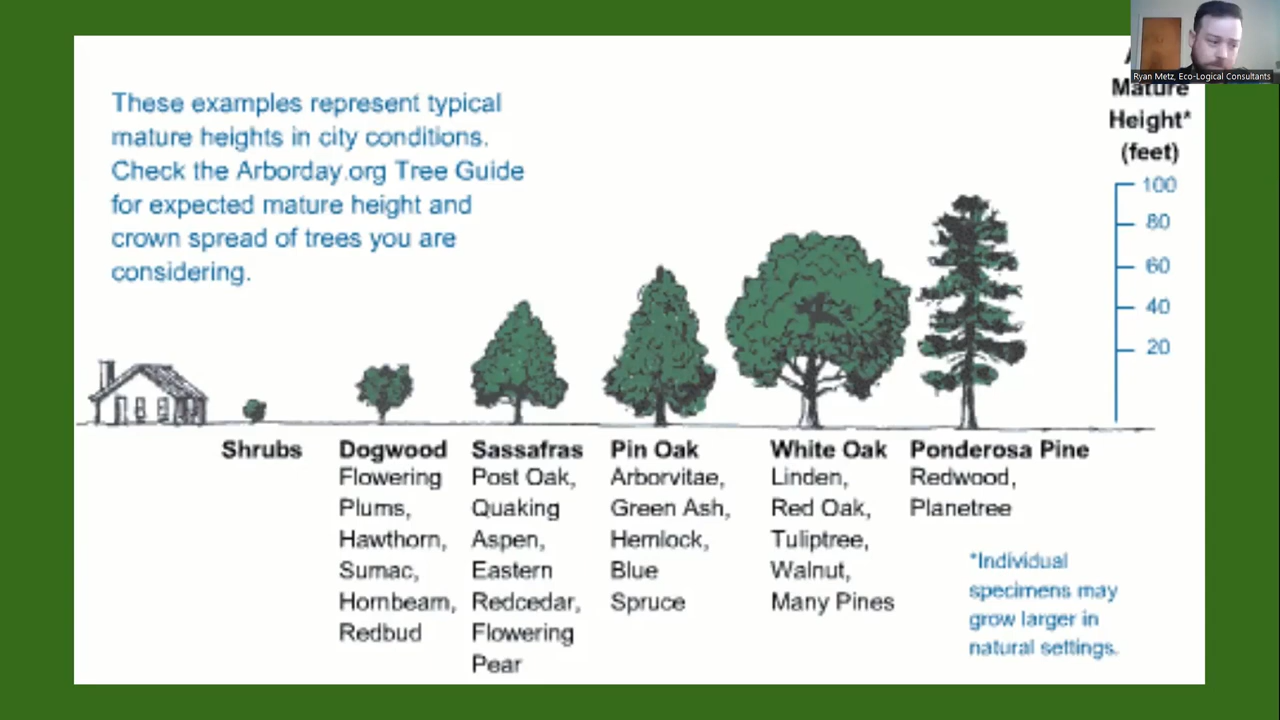 Ryan Metz, Eco-Logical Consultants
These examples represent typical
mature heights in city conditions.
Check the Arborday.org Tree Guide
for expected mature height and
crown spread of trees you are
considering.
Mature
Height*
(feet)
100
80
60
40
20
Shrubs
Dogwood
Flowering
Plums,
Hawthorn,
Sumac,
Hornbeam,
Redbud
Sassafras
Post Oak,
Quaking
Aspen,
Eastern
Redcedar,
Flowering
Pear
Pin Oak
Arborvitae,
Green Ash,
Hemlock,
Blue
Spruce
White Oak
Linden,
Red Oak,
Tuliptree,
Walnut,
Many Pines
Ponderosa Pine
Redwood,
Planetree
*Individual
specimens may
grow larger in
natural settings.